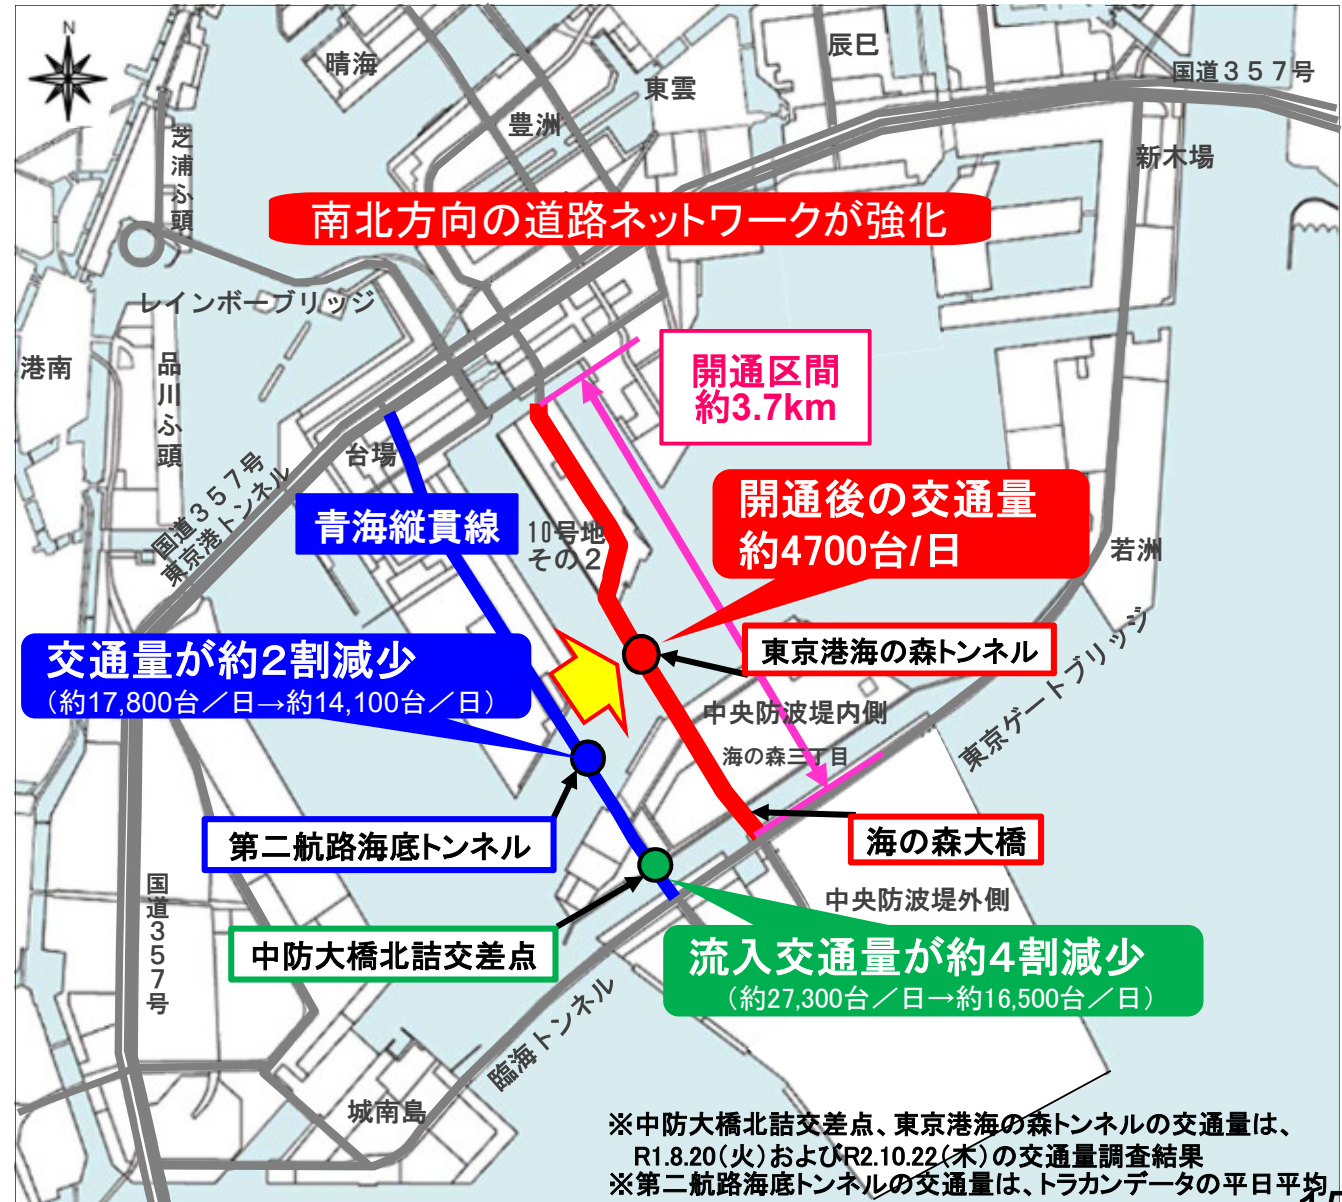 N
晴海
辰巳
国道３５７号
東雲
豊洲
芝浦ふ頭
新木場
南北方向の道路ネットワークが強化
レインボーブリッジ
港南
品川ふ頭
開通区間
約3.7km
台場
国道３５７号
東京港トンネル
青海縦貫線
10号地
その２
開通後の交通量
約4700台/日
若洲
交通量が約２割減少
（約17,800台／日→約14,100台／日）
東京港海の森トンネル
中央防波堤内側
海の森三丁目
東京ゲートブリッジ
第二航路海底トンネル
海の森大橋
国道３５７号
中央防波堤外側
中防大橋北詰交差点
流入交通量が約４割減少
（約27,300台／日→約16,500台／日）
臨海トンネル
城南島
※中防大橋北詰交差点、東京港海の森トンネルの交通量は、
R1.8.20（火）およびR2.10.22（木）の交通量調査結果
※第二航路海底トンネルの交通量は、トラカンデータの平日平均